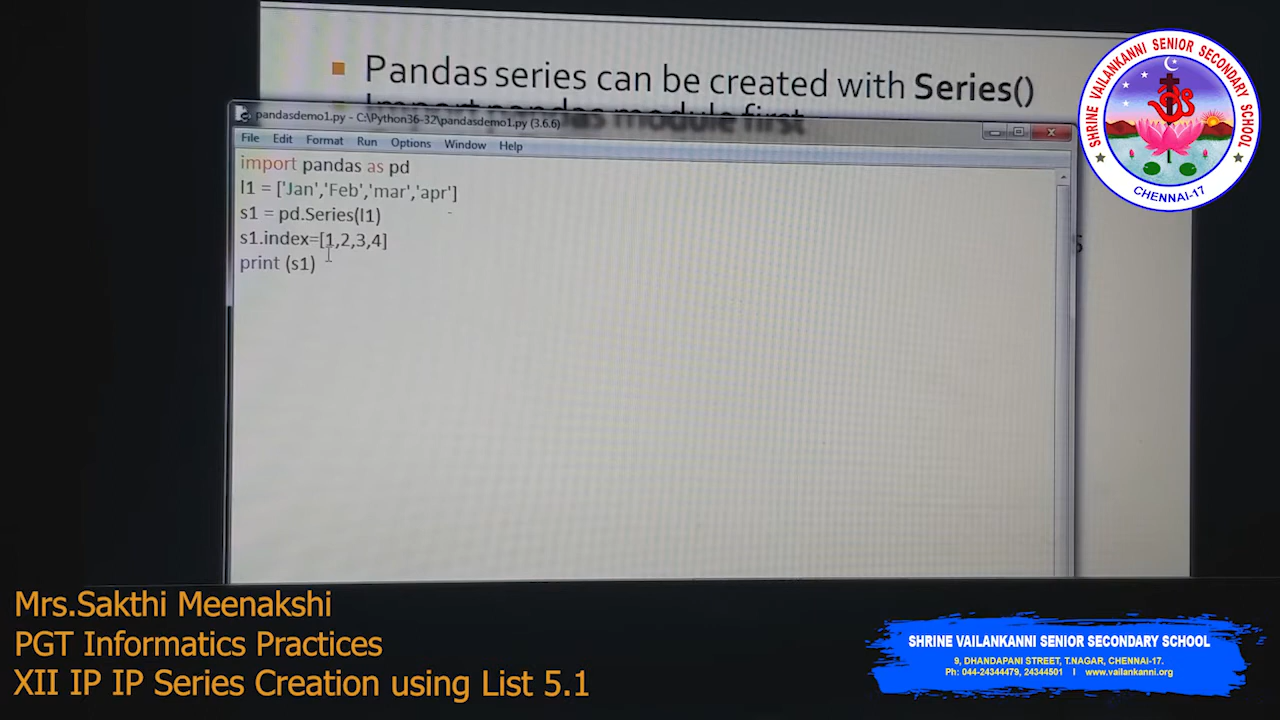 Pandas series can be created with Series()
Import pandas module first
pandasdemo1.py - C:\Python36-32\pandasdemo1.py (3.6.6)
File Edit Format Run Options Window Help
import pandas as pd
l1 = ['Jan','Feb','mar','apr']
s1 = pd.Series(l1)
s1.index=[1,2,3,4]
print (s1)
SHRINE VAILANKANNI SENIOR SECONDARY SCHOOL
CHENNAI-17
Mrs.Sakthi Meenakshi
PGT Informatics Practices
XII IP IP Series Creation using List 5.1
SHRINE VAILANKANNI SENIOR SECONDARY SCHOOL
9, DHANDAPANI STREET, T.NAGAR, CHENNAI-17.
Ph: 044-24344479, 24344501 I www.vailankanni.org